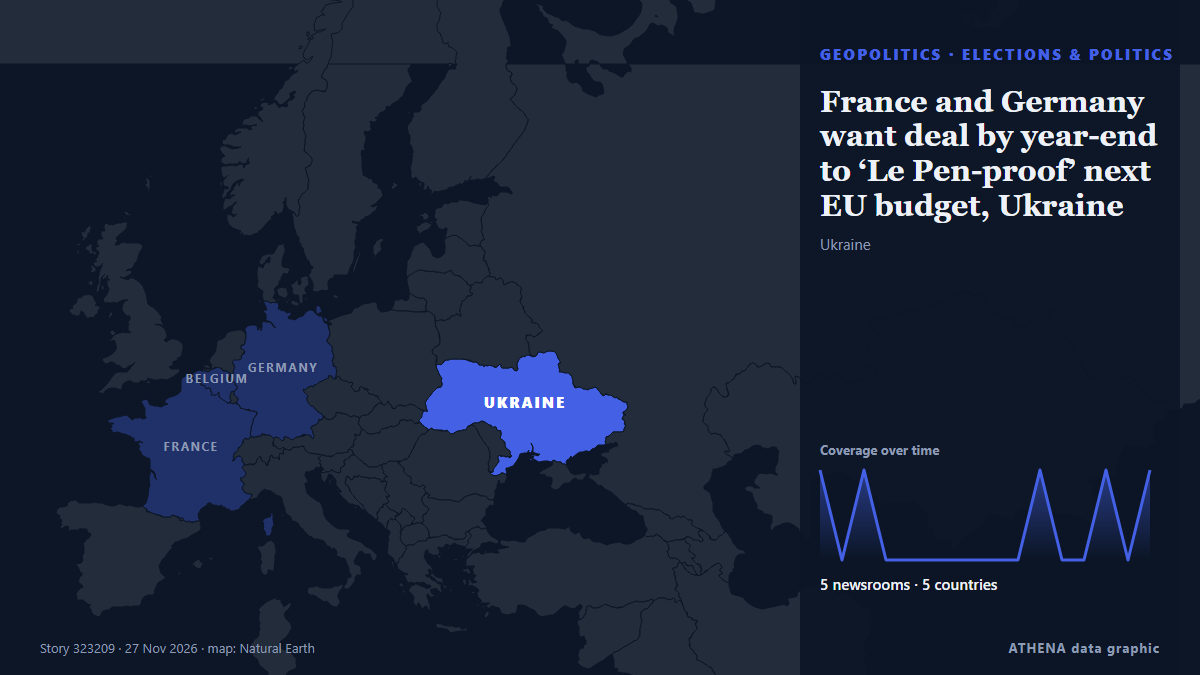 GEOPOLITICS · ELECTIONS & POLITICS
France and Germany
want deal by year-end
to ‘Le Pen-proof’ next
EU budget, Ukraine
Ukraine
GERMANY
BELGIUM
UKRAINE
FRANCE
Coverage over time
5 newsrooms · 5 countries
Story 323209 · 27 Nov 2026 · map: Natural Earth
ATHENA data graphic